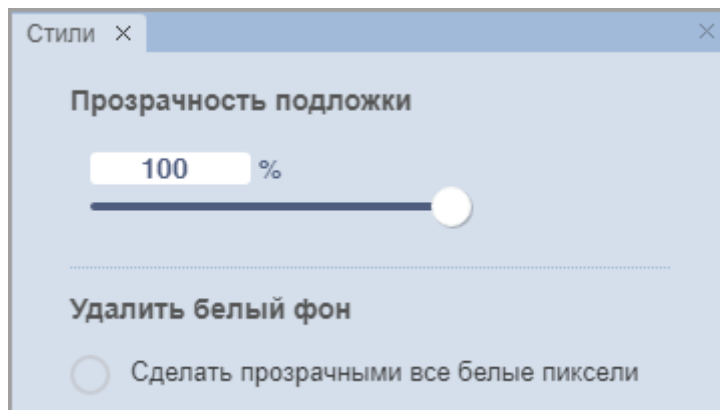 Стили
Прозрачность подложки
100 %
Удалить белый фон
Сделать прозрачными все белые пиксели